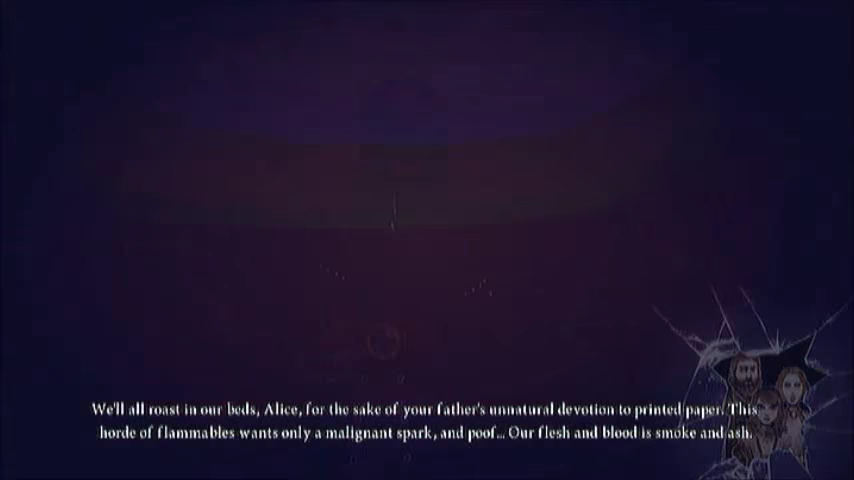 We'll all roast in our beds, Alice, for the sake of your father's unnatural devotion to printed paper. This
horde of flammables wants only a malignant spark, and poof... Our flesh and blood is smoke and ash.